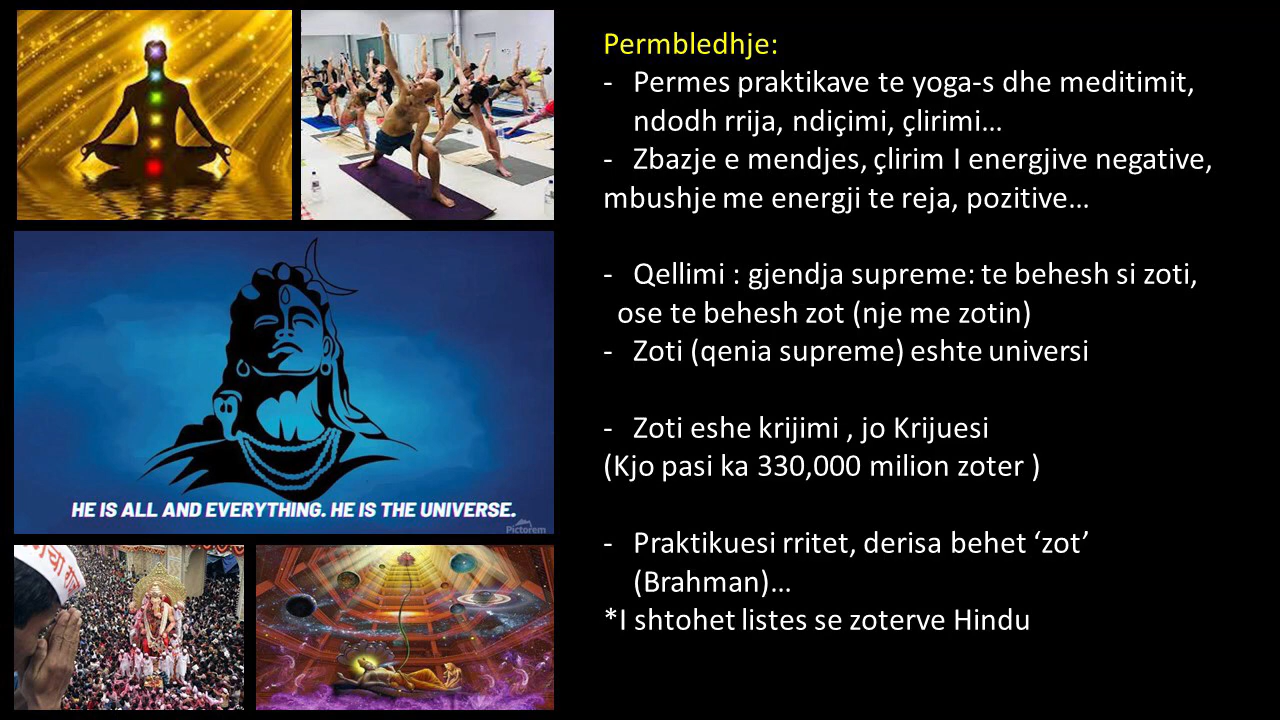 Permbledhje:
- Permes praktikave te yoga-s dhe meditimit,
ndodh rrija, ndiçimi, çlirimi…
- Zbazje e mendjes, çlirim I energjive negative,
mbushje me energji te reja, pozitive…
- Qellimi : gjendja supreme: te behesh si zoti,
ose te behesh zot (nje me zotin)
- Zoti (qenia supreme) eshte universi
- Zoti eshe krijimi , jo Krijuesi
(Kjo pasi ka 330,000 milion zoter )
- Praktikuesi rritet, derisa behet ‘zot’
(Brahman)…
*I shtohet listes se zoterve Hindu
HE IS ALL AND EVERYTHING. HE IS THE UNIVERSE.
Pictorem